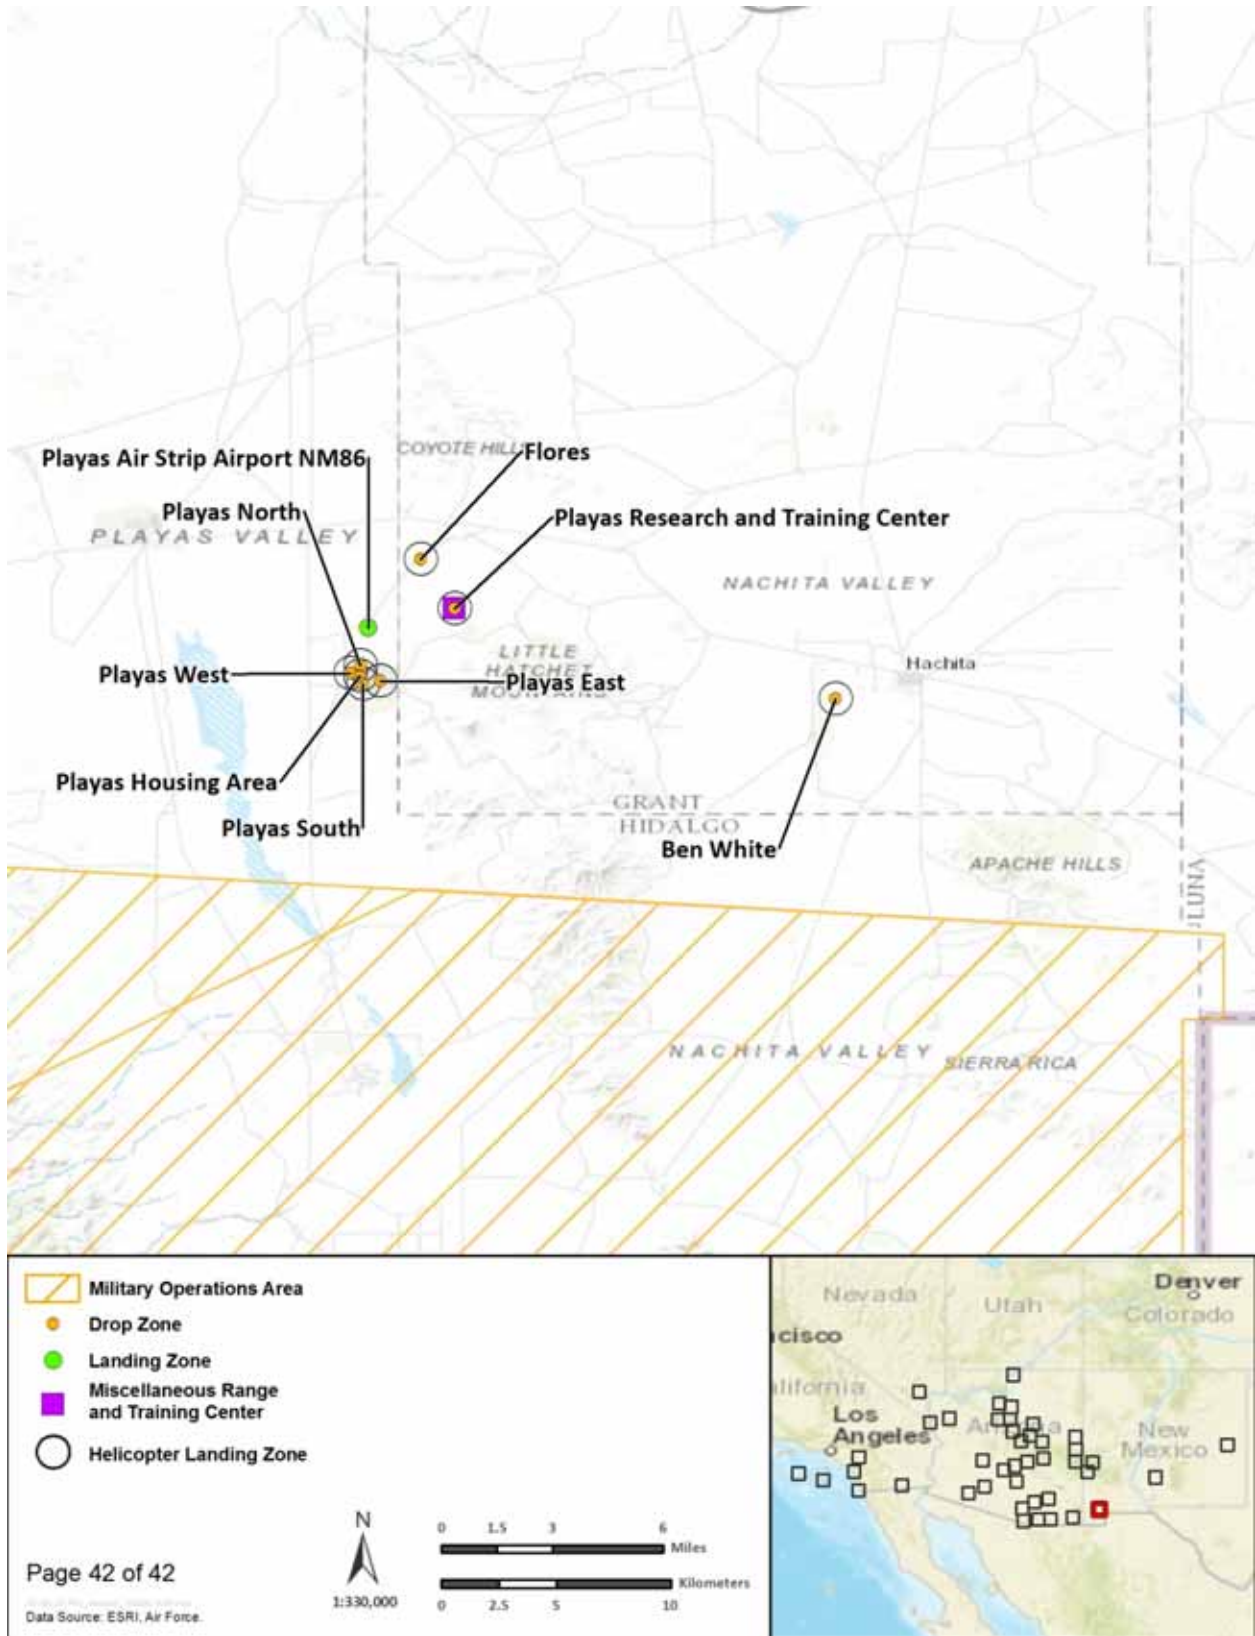 COYOTE HILLS
Flores
Playas Air Strip Airport NM86
Playas North
Playas Research and Training Center
PLAYAS VALLEY
NACHITA VALLEY
LITTLE
HATCHET
MOUNTAINS
Hachita
Playas West
Playas East
Playas Housing Area
GRANT
HIDALGO
Playas South
Ben White
APACHE HILLS
LUNA
NACHITA VALLEY
SIERRA RICA
Military Operations Area
Drop Zone
Landing Zone
Miscellaneous Range
and Training Center
Helicopter Landing Zone
N
1:330,000
0 1.5 3 6
Miles
Kilometers
0 2.5 5 10
Page 42 of 42
Data Source: ESRI, Air Force.
Denver
Nevada
Utah
Colorado
cisco
alifornia
Los
Angeles
Arizona
New
Mexico